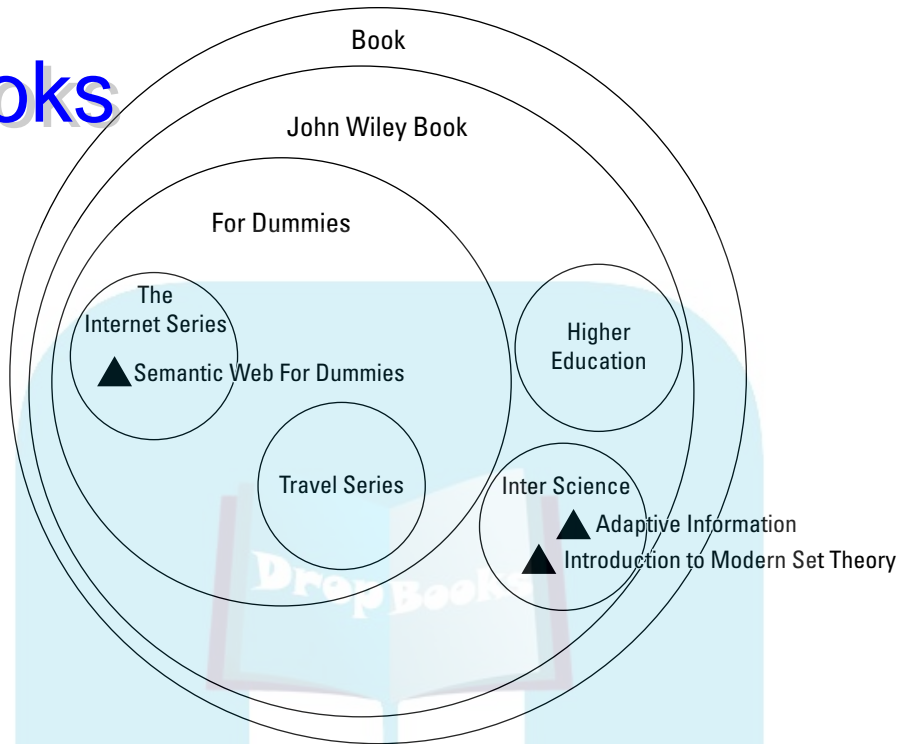 Book
oks
John Wiley Book
For Dummies
The
Internet Series
Semantic Web For Dummies
Higher
Education
Travel Series
Inter Science
Adaptive Information
Introduction to Modern Set Theory
DropBooks